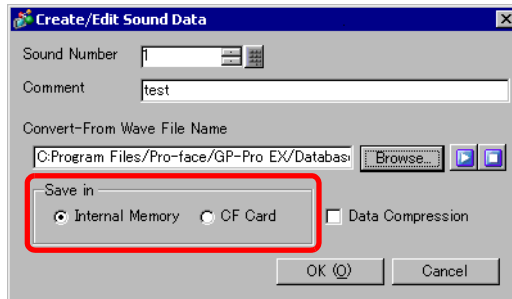 Create/Edit Sound Data
Sound Number 1
Comment test
Convert-From Wave File Name
C:Program Files/Pro-face/GP-Pro EX/Databas Browse...
Save in
Internal Memory CF Card Data Compression
OK (O) Cancel